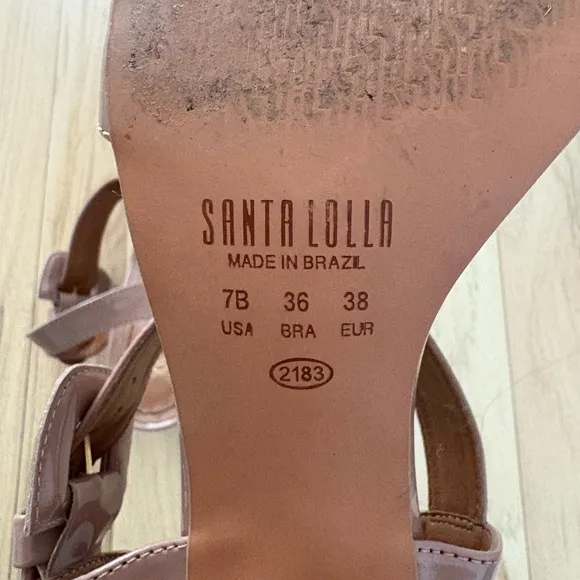 SANTA LOLLA
MADE IN BRAZIL
7B 36 38
USA BRA EUR
2183